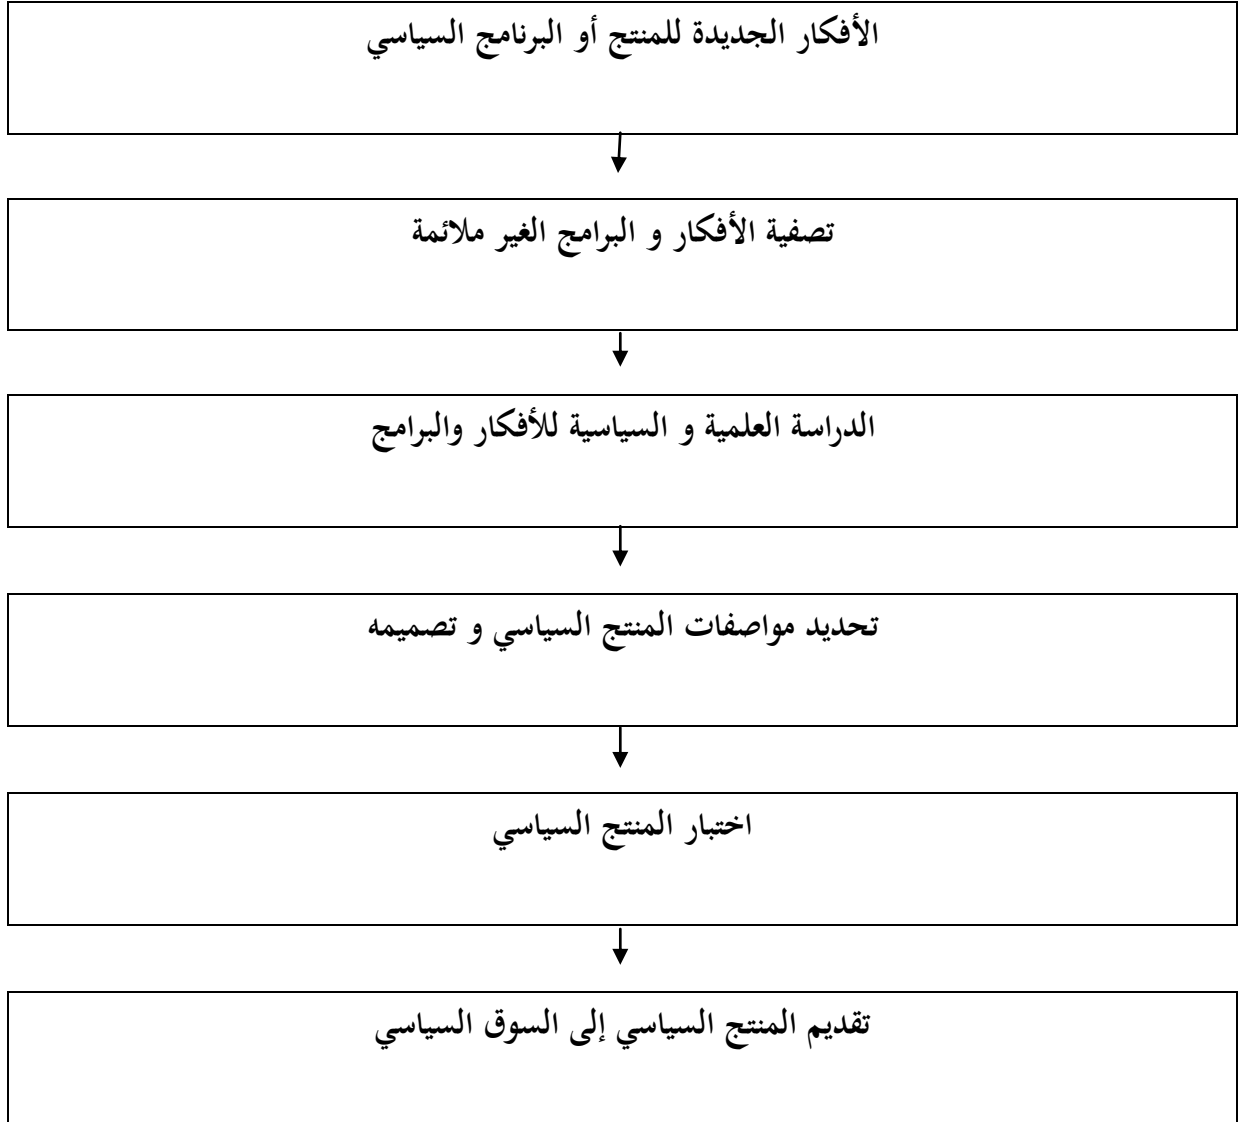 الأفكار الجديدة للمنتج أو البرنامج السياسي
تصفية الأفكار و البرامج الغير ملائمة
الدراسة العلمية و السياسية للأفكار والبرامج
تحديد مواصفات المنتج السياسي و تصميمه
اختبار المنتج السياسي
تقديم المنتج السياسي إلى السوق السياسي